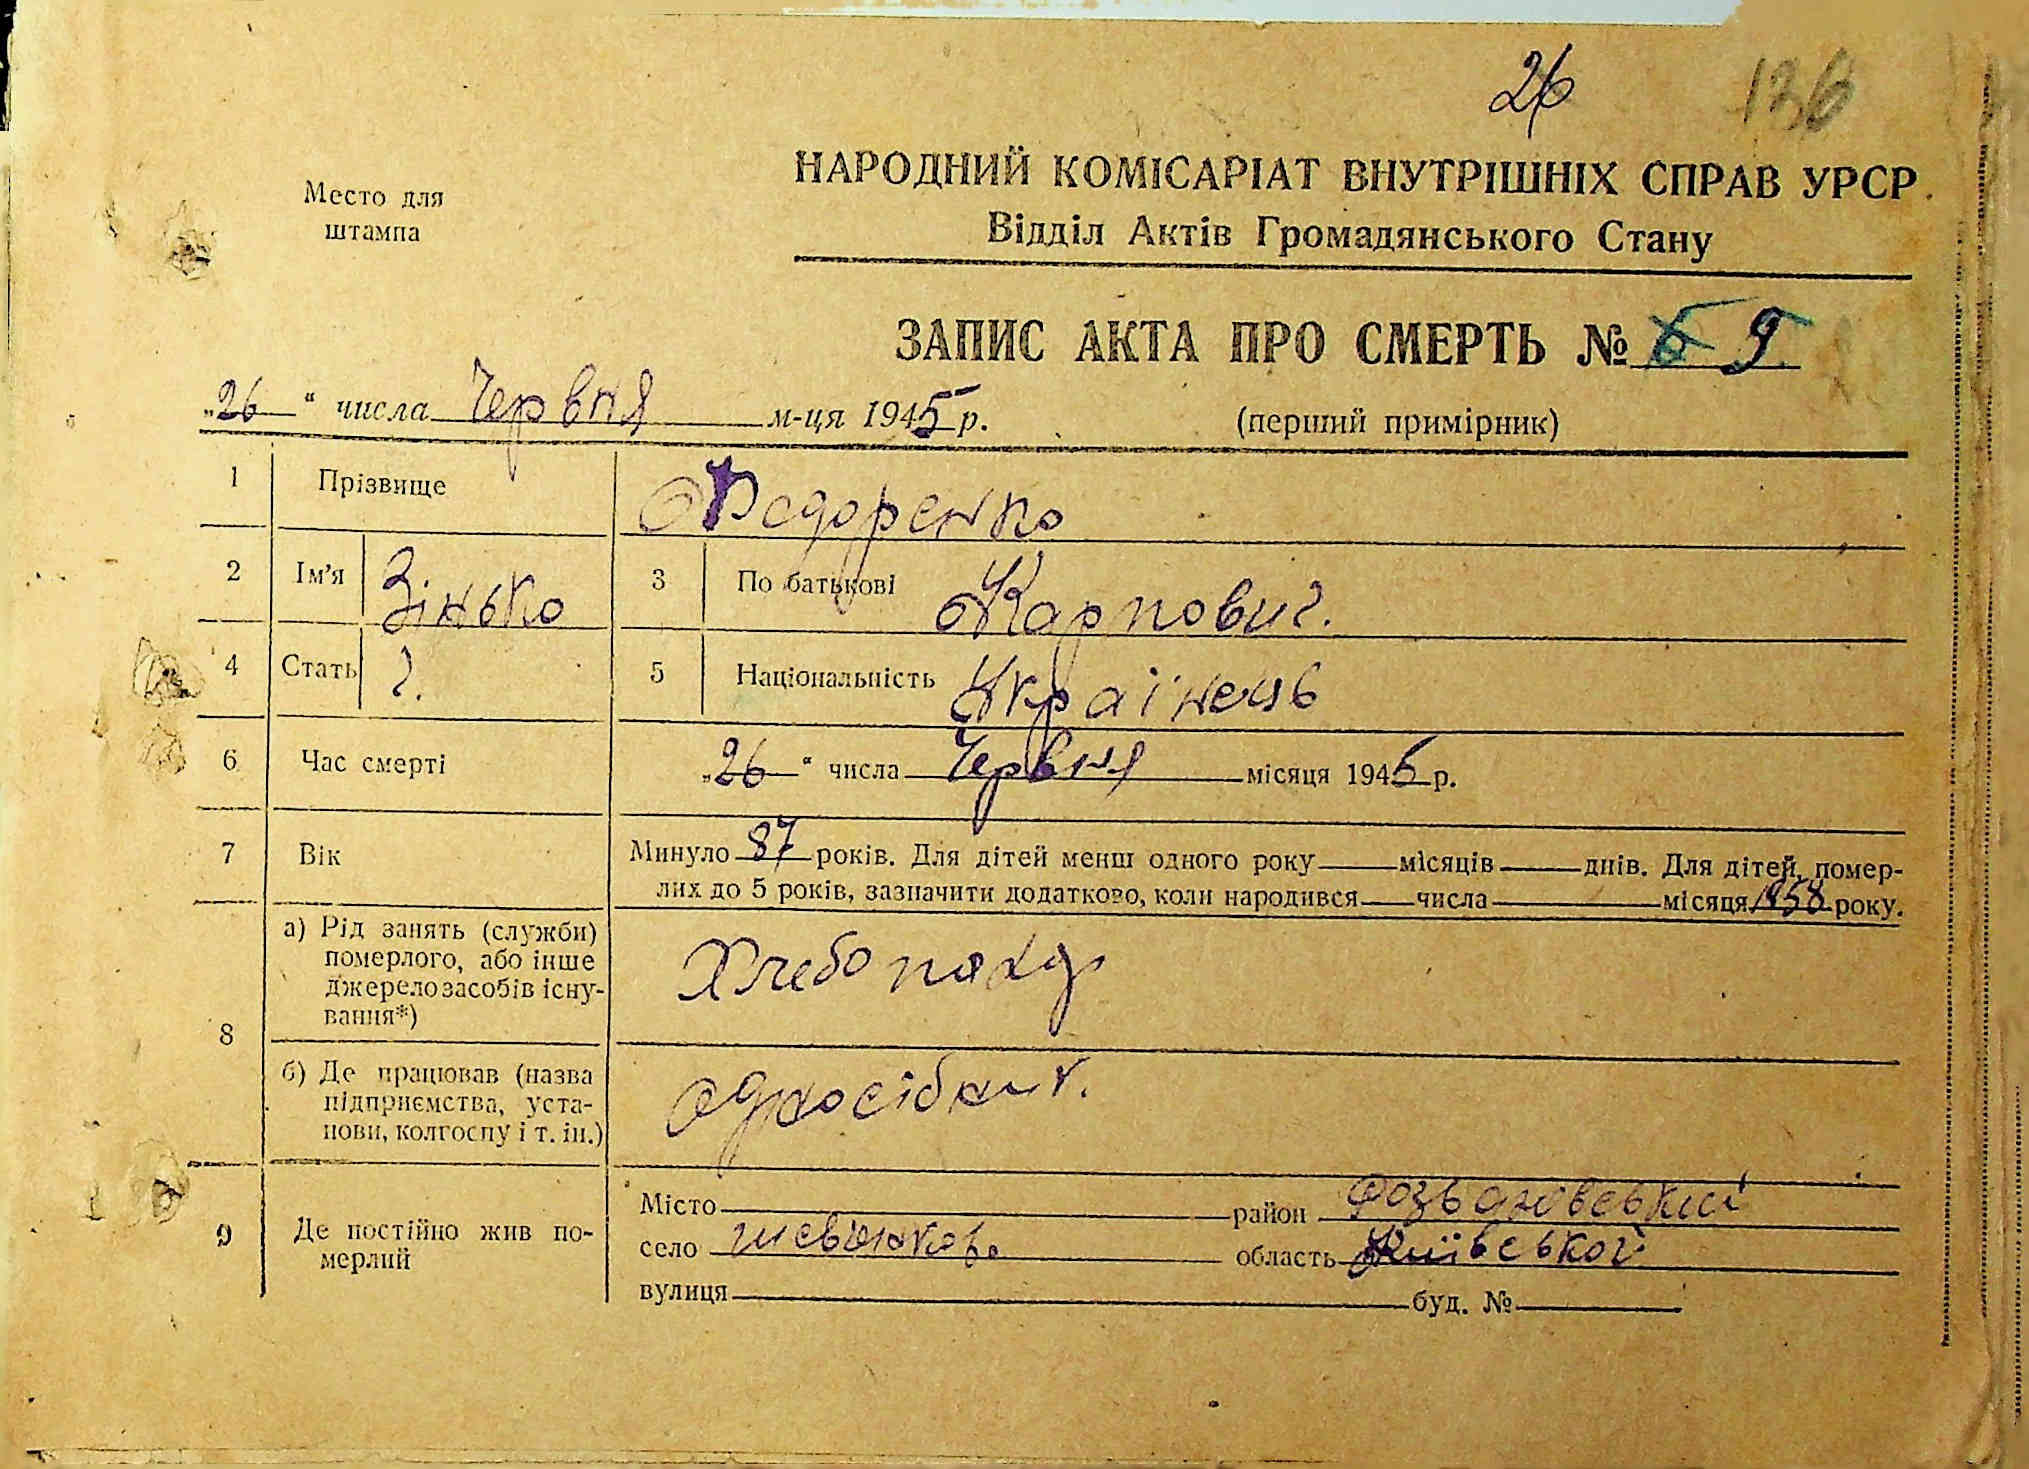 26 136
Место для
штампа
НАРОДНИЙ КОМІСАРІАТ ВНУТРІШНІХ СПРАВ УРСР
Відділ Актів Громадянського Стану
ЗАПИС АКТА ПРО СМЕРТЬ № 9
„26“ числа Червня м-ця 1945 р. (перший примірник)
1 Прізвище Федоренко
2 Ім'я Зінько 3 По батькові Карпович.
4 Стать ч. 5 Національність Українець
6 Час смерті „26“ числа Червня місяця 1945 р.
7 Вік Минуло 87 років. Для дітей менш одного року місяців днів. Для дітей, помер-
лих до 5 років, зазначити додатково, коли народився числа місяця 1858 року.
8 а) Рід занять (служби)
померлого, або інше
джерело засобів існу-
вання*)
Хлебопахар
б) Де працював (назва
підприємства, уста-
нови, колгоспу і т. ін.)
односібник.
9 Де постійно жив по-
мерлий
Місто район
село область Київської
вулиця буд. №